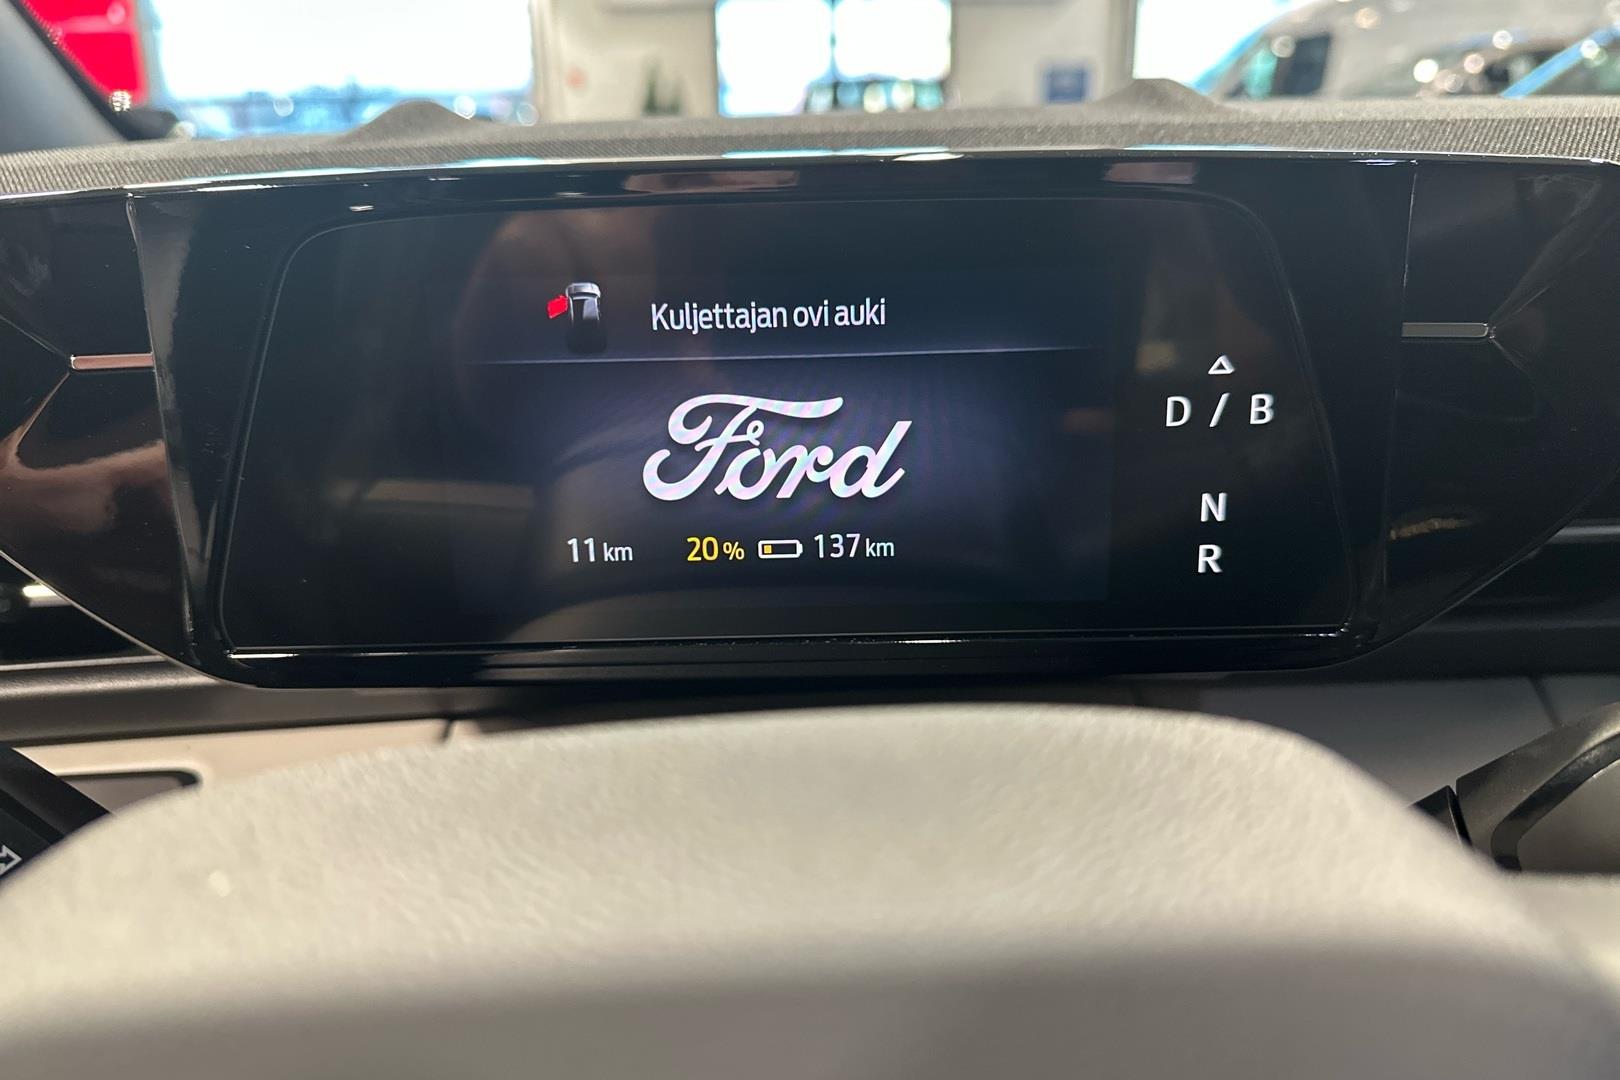 Kuljettajan ovi auki
Ford
11 km 20 % 137 km
D / B
N
R